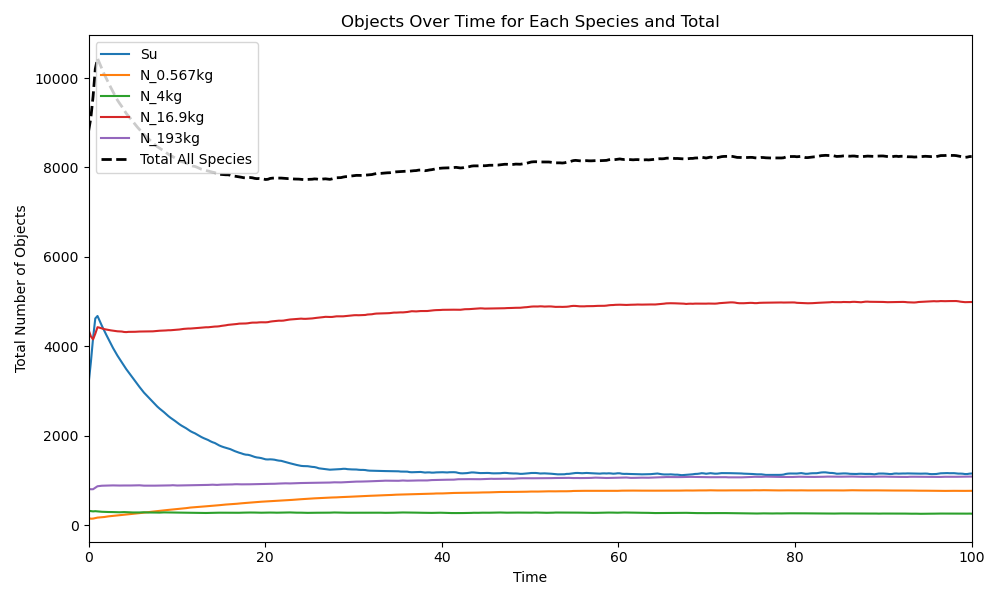 Objects Over Time for Each Species and Total
Total Number of Objects
10000
8000
6000
4000
2000
0
Su
N_0.567kg
N_4kg
N_16.9kg
N_193kg
Total All Species
0 20 40 60 80 100
Time